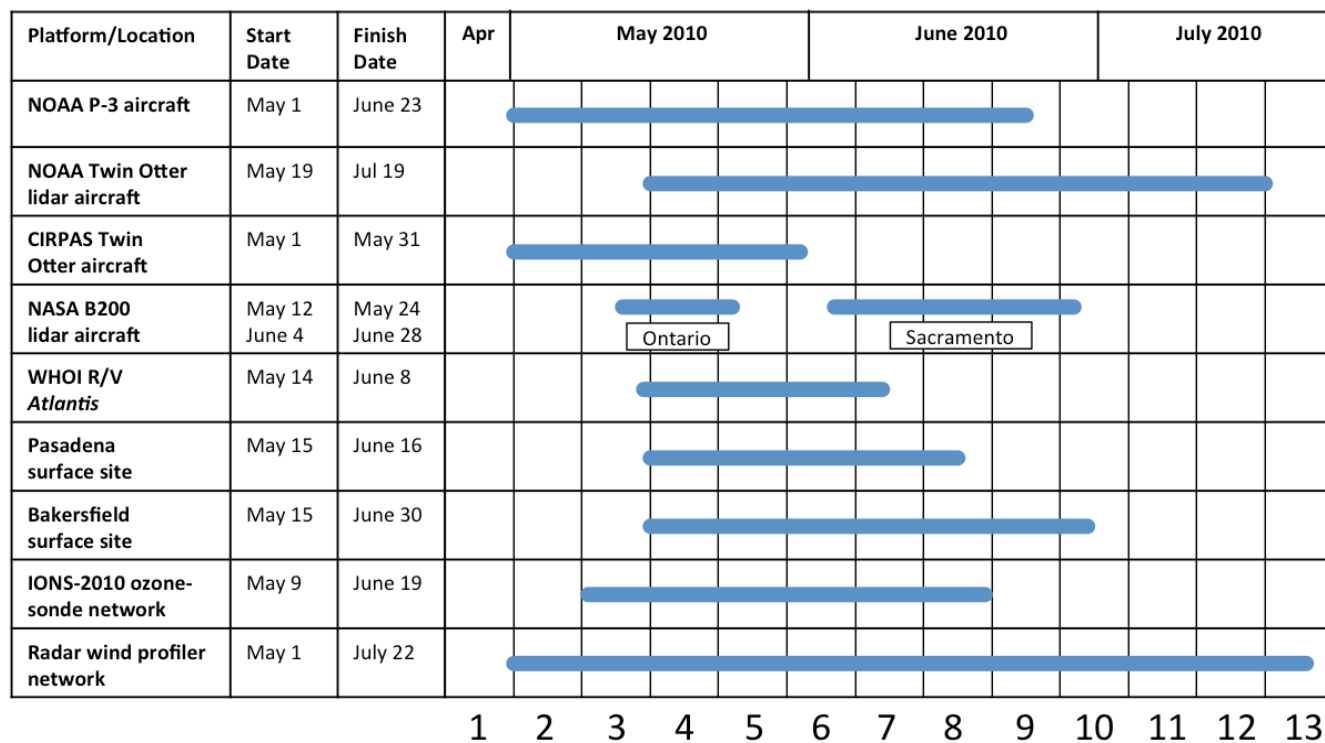 Platform/Location Start Date Finish Date Apr May 2010 June 2010 July 2010
NOAA P-3 aircraft May 1 June 23
NOAA Twin Otter May 19 Jul 19
lidar aircraft
CIRPAS Twin May 1 May 31
Otter aircraft
NASA B200 May 12 May 24
lidar aircraft June 4 June 28
Ontario Sacramento
WHOI R/V May 14 June 8
Atlantis
Pasadena May 15 June 16
surface site
Bakersfield May 15 June 30
surface site
IONS-2010 ozone- May 9 June 19
sonde network
Radar wind profiler May 1 July 22
network
1 2 3 4 5 6 7 8 9 10 11 12 13